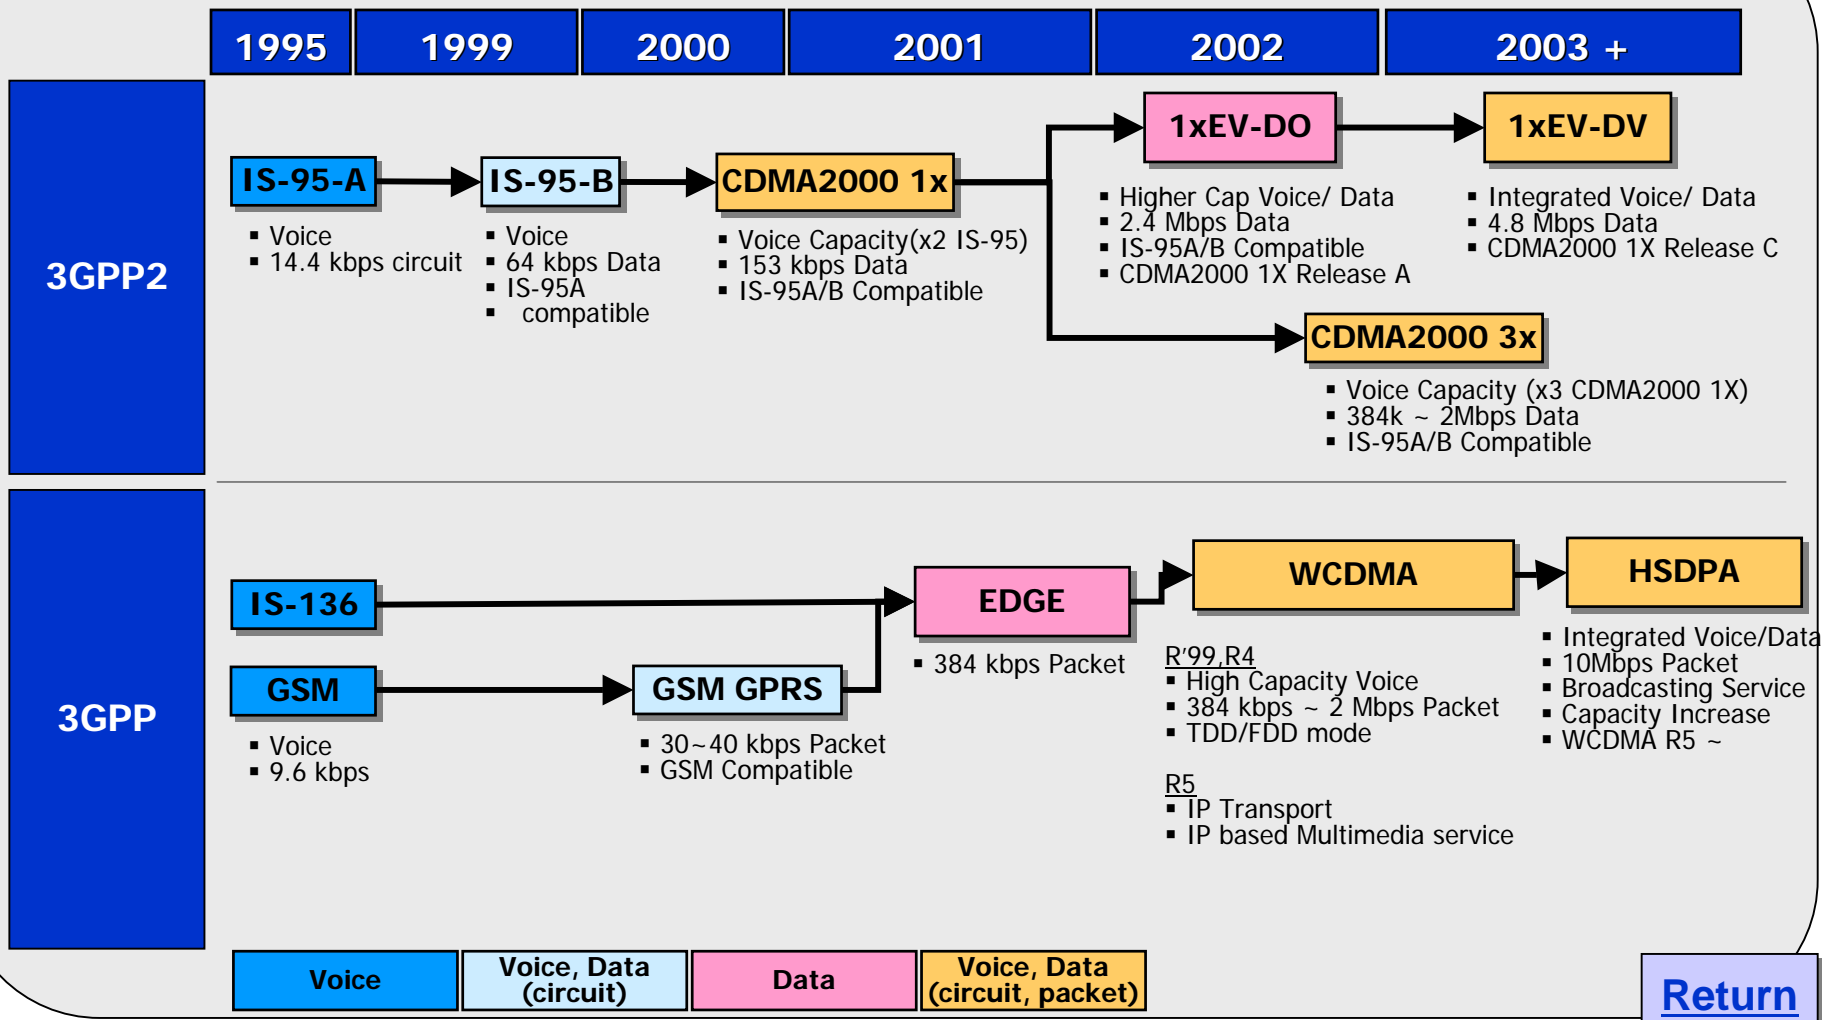 1995
1999
2000
2001
2002
2003 +
3GPP2
IS-95-A
▪ Voice
▪ 14.4 kbps circuit
IS-95-B
▪ Voice
▪ 64 kbps Data
▪ IS-95A
▪ compatible
CDMA2000 1x
▪ Voice Capacity(x2 IS-95)
▪ 153 kbps Data
▪ IS-95A/B Compatible
1xEV-DO
▪ Higher Cap Voice/ Data
▪ 2.4 Mbps Data
▪ IS-95A/B Compatible
▪ CDMA2000 1X Release A
1xEV-DV
▪ Integrated Voice/ Data
▪ 4.8 Mbps Data
▪ CDMA2000 1X Release C
CDMA2000 3x
▪ Voice Capacity (x3 CDMA2000 1X)
▪ 384k ~ 2Mbps Data
▪ IS-95A/B Compatible
3GPP
IS-136
GSM
▪ Voice
▪ 9.6 kbps
GSM GPRS
▪ 30~40 kbps Packet
▪ GSM Compatible
EDGE
▪ 384 kbps Packet
WCDMA
R'99,R4
▪ High Capacity Voice
▪ 384 kbps ~ 2 Mbps Packet
▪ TDD/FDD mode
R5
▪ IP Transport
▪ IP based Multimedia service
HSDPA
▪ Integrated Voice/Data
▪ 10Mbps Packet
▪ Broadcasting Service
▪ Capacity Increase
▪ WCDMA R5 ~
Voice
Voice, Data
(circuit)
Data
Voice, Data
(circuit, packet)
Return